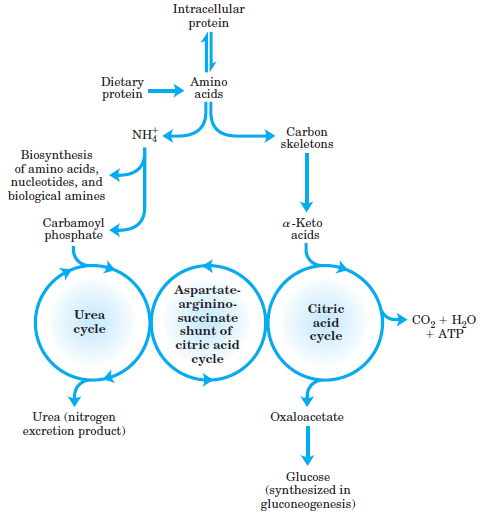 Intracellular
protein
Dietary
protein
Amino
acids
NH₄⁺
Carbon
skeletons
Biosynthesis
of amino acids,
nucleotides, and
biological amines
Carbamoyl
phosphate
α-Keto
acids
Urea
cycle
Aspartate-
arginino-
succinate
shunt of
citric acid
cycle
Citric
acid
cycle
CO₂ + H₂O
+ ATP
Urea (nitrogen
excretion product)
Oxaloacetate
Glucose
(synthesized in
gluconeogenesis)